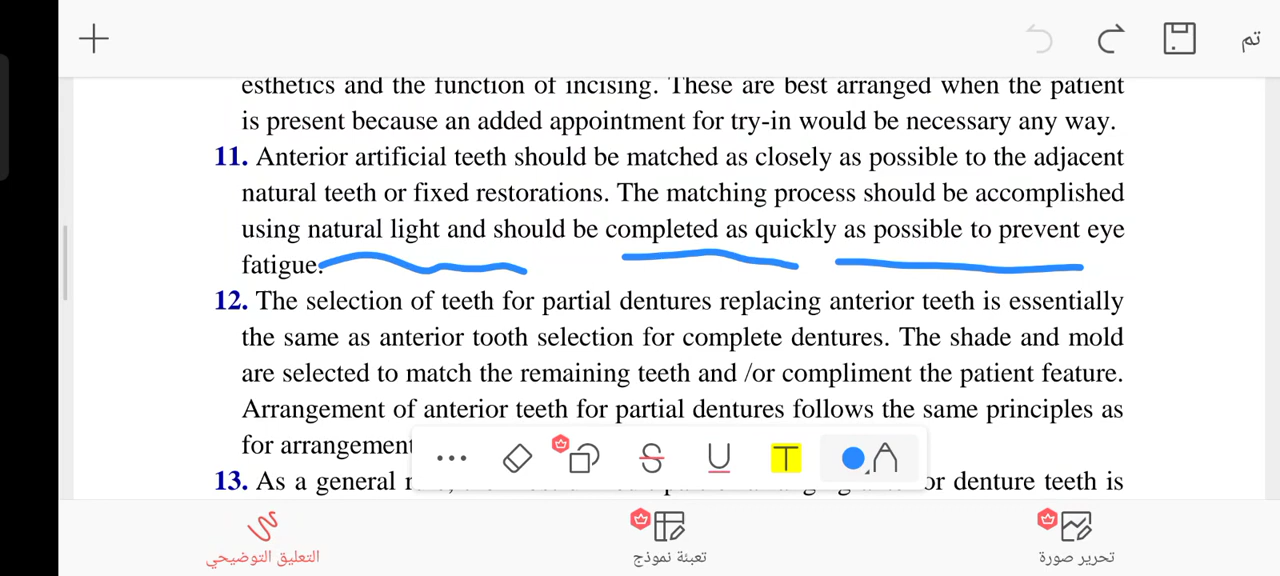 تم
esthetics and the function of incising. These are best arranged when the patient
is present because an added appointment for try-in would be necessary any way.
11. Anterior artificial teeth should be matched as closely as possible to the adjacent
natural teeth or fixed restorations. The matching process should be accomplished
using natural light and should be completed as quickly as possible to prevent eye
fatigue.
12. The selection of teeth for partial dentures replacing anterior teeth is essentially
the same as anterior tooth selection for complete dentures. The shade and mold
are selected to match the remaining teeth and /or compliment the patient feature.
Arrangement of anterior teeth for partial dentures follows the same principles as
for arrangement
13. As a general denture teeth is
التعليق التوضيحي
تعبئة نموذج
تحرير صورة